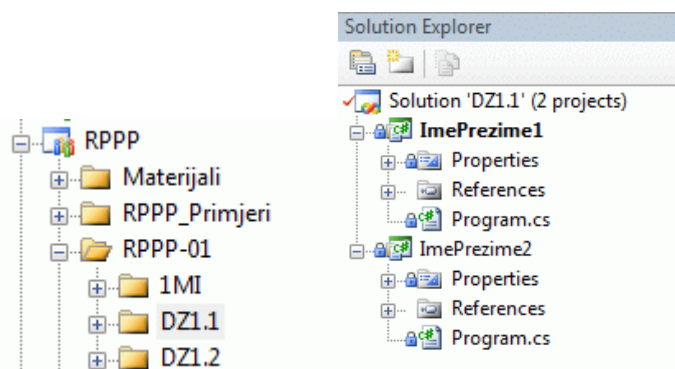 RPPP
Materijali
RPPP_Primjeri
RPPP-01
1MI
DZ1.1
DZ1.2
Solution Explorer
Solution 'DZ1.1' (2 projects)
ImePrezime1
Properties
References
Program.cs
ImePrezime2
Properties
References
Program.cs